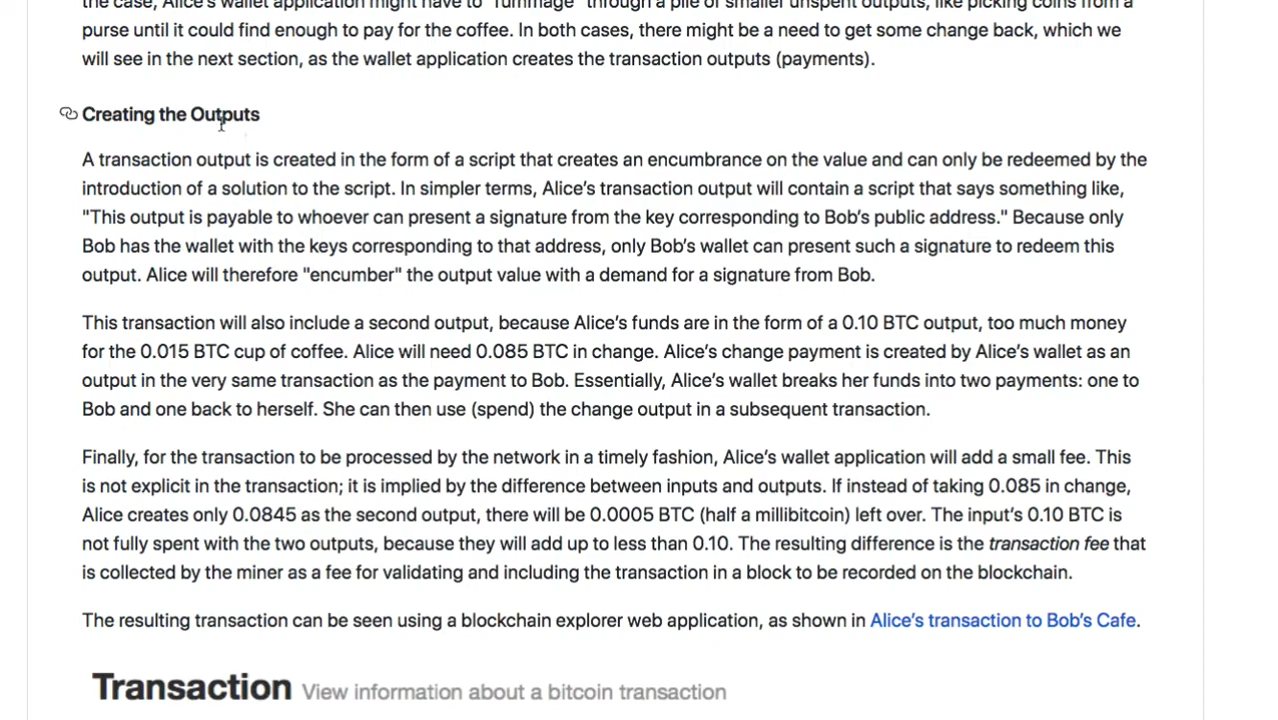 the case, Alice's wallet application might have to "rummage" through a pile of smaller unspent outputs, like picking coins from a
purse until it could find enough to pay for the coffee. In both cases, there might be a need to get some change back, which we
will see in the next section, as the wallet application creates the transaction outputs (payments).
Creating the Outputs
A transaction output is created in the form of a script that creates an encumbrance on the value and can only be redeemed by the
introduction of a solution to the script. In simpler terms, Alice's transaction output will contain a script that says something like,
"This output is payable to whoever can present a signature from the key corresponding to Bob's public address." Because only
Bob has the wallet with the keys corresponding to that address, only Bob's wallet can present such a signature to redeem this
output. Alice will therefore "encumber" the output value with a demand for a signature from Bob.
This transaction will also include a second output, because Alice's funds are in the form of a 0.10 BTC output, too much money
for the 0.015 BTC cup of coffee. Alice will need 0.085 BTC in change. Alice's change payment is created by Alice's wallet as an
output in the very same transaction as the payment to Bob. Essentially, Alice's wallet breaks her funds into two payments: one to
Bob and one back to herself. She can then use (spend) the change output in a subsequent transaction.
Finally, for the transaction to be processed by the network in a timely fashion, Alice's wallet application will add a small fee. This
is not explicit in the transaction; it is implied by the difference between inputs and outputs. If instead of taking 0.085 in change,
Alice creates only 0.0845 as the second output, there will be 0.0005 BTC (half a millibitcoin) left over. The input's 0.10 BTC is
not fully spent with the two outputs, because they will add up to less than 0.10. The resulting difference is the transaction fee that
is collected by the miner as a fee for validating and including the transaction in a block to be recorded on the blockchain.
The resulting transaction can be seen using a blockchain explorer web application, as shown in Alice's transaction to Bob's Cafe.
Transaction View information about a bitcoin transaction